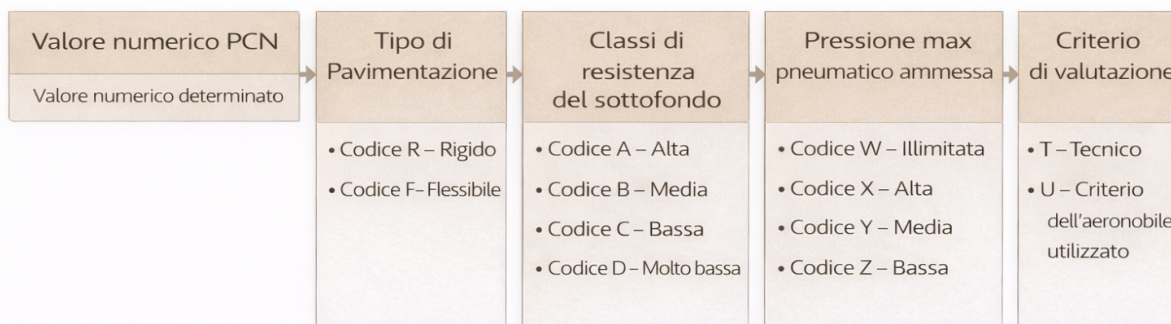 Valore numerico PCN
Valore numerico determinato
Tipo di
Pavimentazione
• Codice R – Rigido
• Codice F– Flessibile
Classi di
resistenza
del sottofondo
• Codice A – Alta
• Codice B – Media
• Codice C – Bassa
• Codice D – Molto bassa
Pressione max
pneumatico ammessa
• Codice W – Illimitata
• Codice X – Alta
• Codice Y – Media
• Codice Z – Bassa
Criterio
di valutazione
• T – Tecnico
• U – Criterio
dell'aeronobile
utilizzato